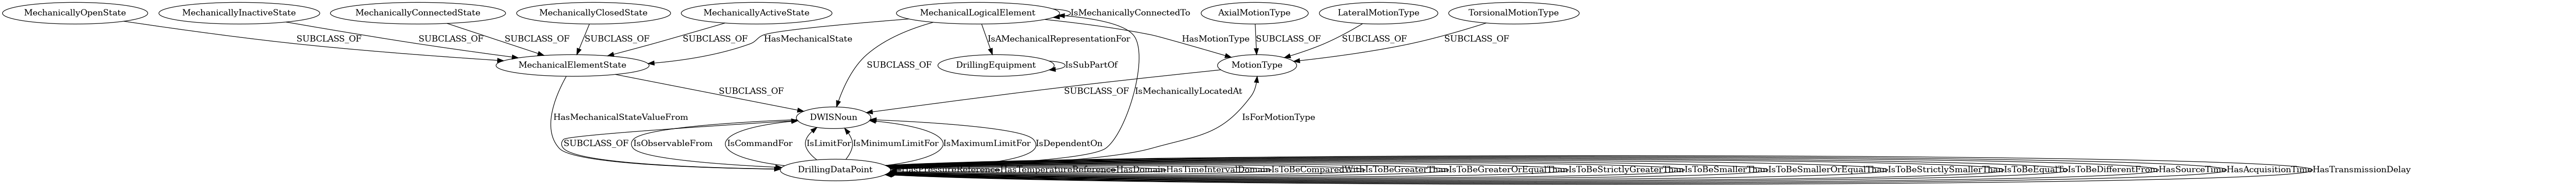 MechanicallyOpenState
MechanicallyInactiveState
MechanicallyConnectedState
MechanicallyClosedState
MechanicallyActiveState
MechanicalLogicalElement
IsMechanicallyConnectedTo
AxialMotionType
LateralMotionType
TorsionalMotionType
SUBCLASS_OF
SUBCLASS_OF
SUBCLASS_OF
SUBCLASS_OF
SUBCLASS_OF
HasMechanicalState
IsAMechanicalRepresentationFor
HasMotionType
SUBCLASS_OF
SUBCLASS_OF
SUBCLASS_OF
MechanicalElementState
SUBCLASS_OF
DrillingEquipment
IsSubPartOf
MotionType
SUBCLASS_OF
SUBCLASS_OF
IsMechanicallyLocatedAt
HasMechanicalStateValueFrom
DWISNoun
IsForMotionType
SUBCLASS_OF
IsObservableFrom
IsCommandFor
IsLimitFor
IsMinimumLimitFor
IsMaximumLimitFor
IsDependentOn
DrillingDataPoint
HasPressureReference
HasTemperatureReference
HasDomain
HasTimeIntervalDomain
IsToBeComparedWith
IsToBeGreaterThan
IsToBeGreaterOrEqualThan
IsToBeStrictlyGreaterThan
IsToBeSmallerThan
IsToBeSmallerOrEqualThan
IsToBeStrictlySmallerThan
IsToBeEqualTo
IsToBeDifferentFrom
HasSourceTime
HasAcquisitionTime
HasTransmissionDelay